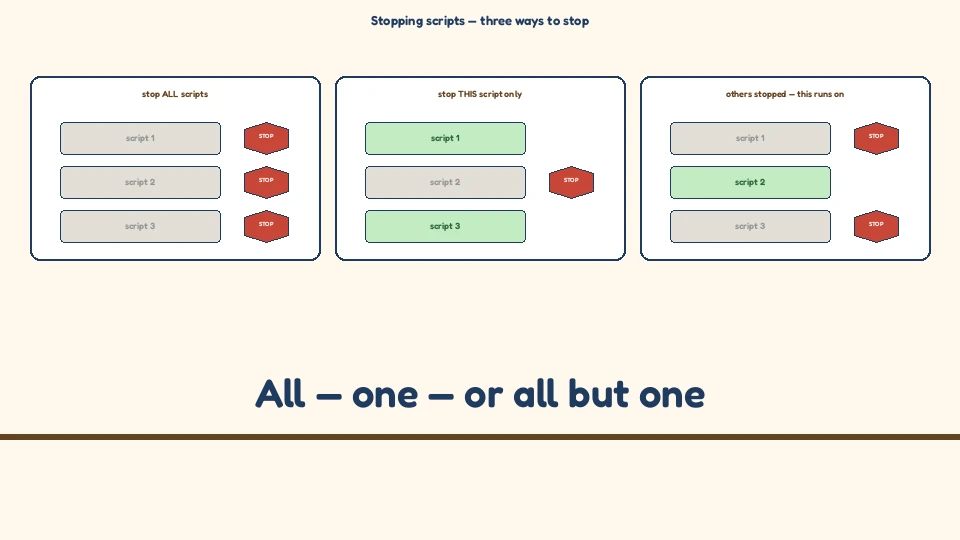 Stopping scripts — three ways to stop
stop ALL scripts
script 1
STOP
script 2
STOP
script 3
STOP
stop THIS script only
script 1
script 2
STOP
script 3
others stopped — this runs on
script 1
STOP
script 2
script 3
STOP
All — one — or all but one